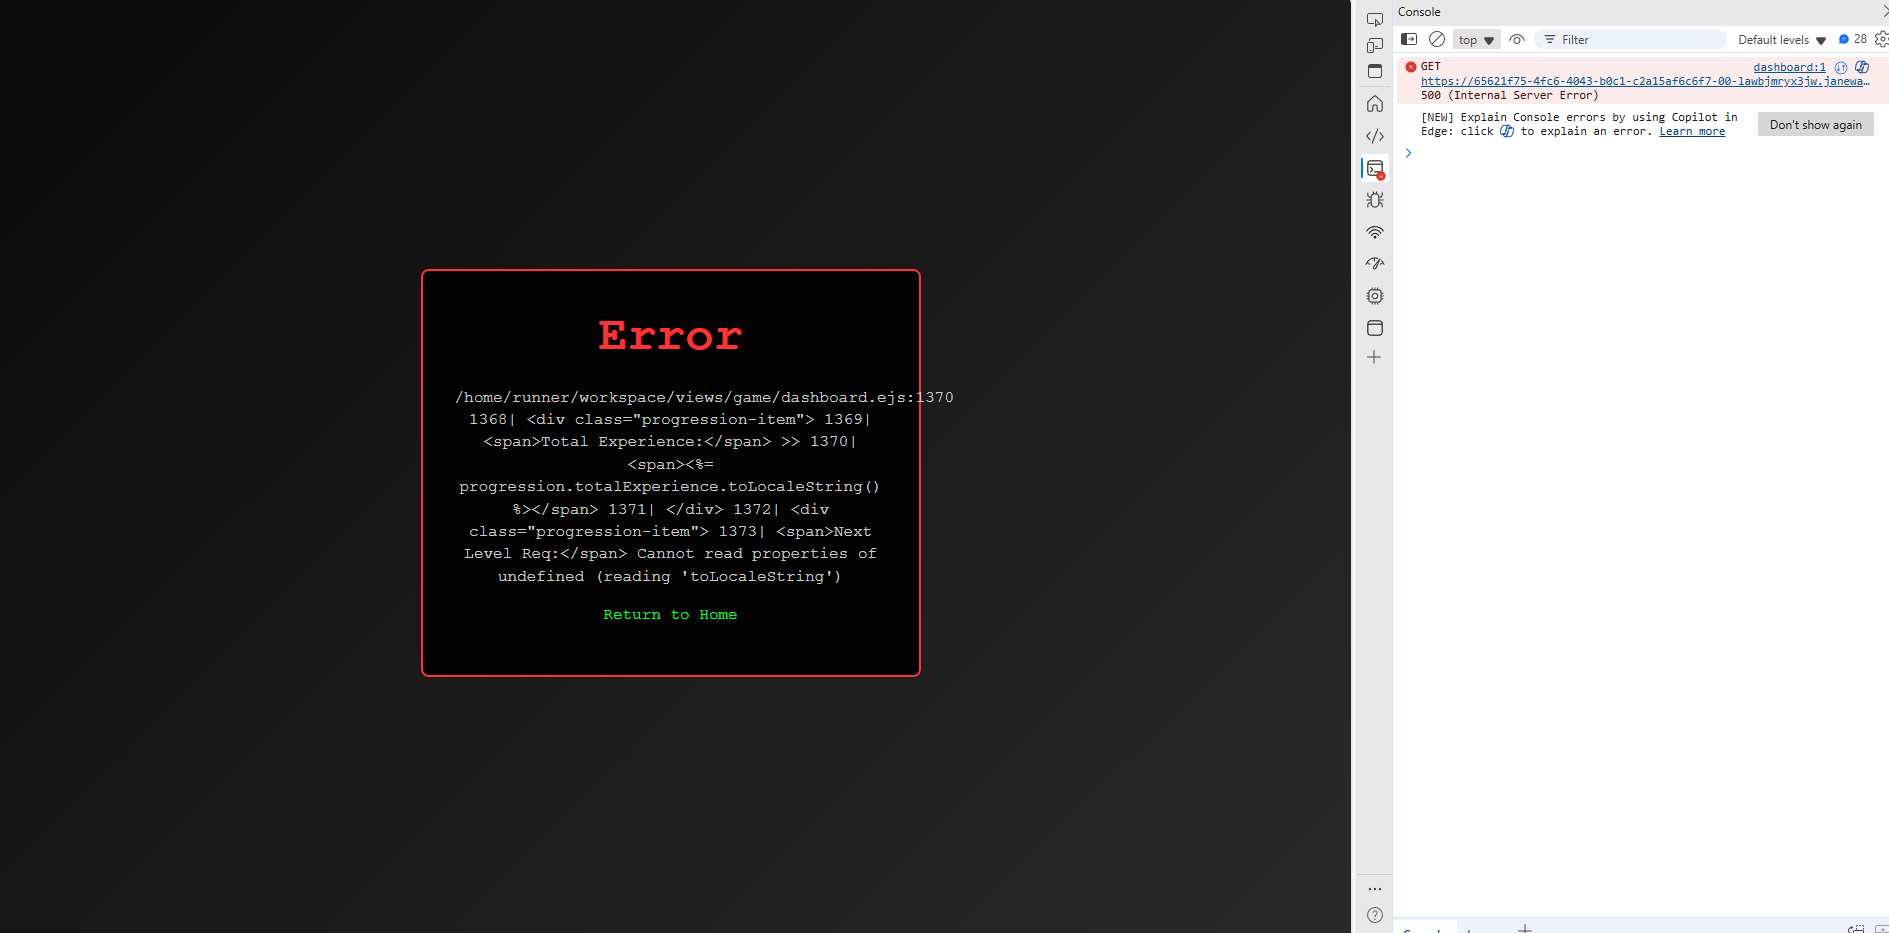 Error
/home/runner/workspace/views/game/dashboard.ejs:1370
1368| <div class="progression-item"> 1369|
<span>Total Experience:</span> >> 1370|
<span><%=
progression.totalExperience.toLocaleString()
%></span> 1371| </div> 1372| <div
class="progression-item"> 1373| <span>Next
Level Req:</span> Cannot read properties of
undefined (reading 'toLocaleString')
Return to Home
Console
top
Filter
Default levels
28
GET
dashboard:1
https://65621f75-4fc6-4043-b0c1-c2a15af6c6f7-00-lawbjmryx3jw.janewa…
500 (Internal Server Error)
[NEW] Explain Console errors by using Copilot in
Edge: click to explain an error. Learn more
Don't show again